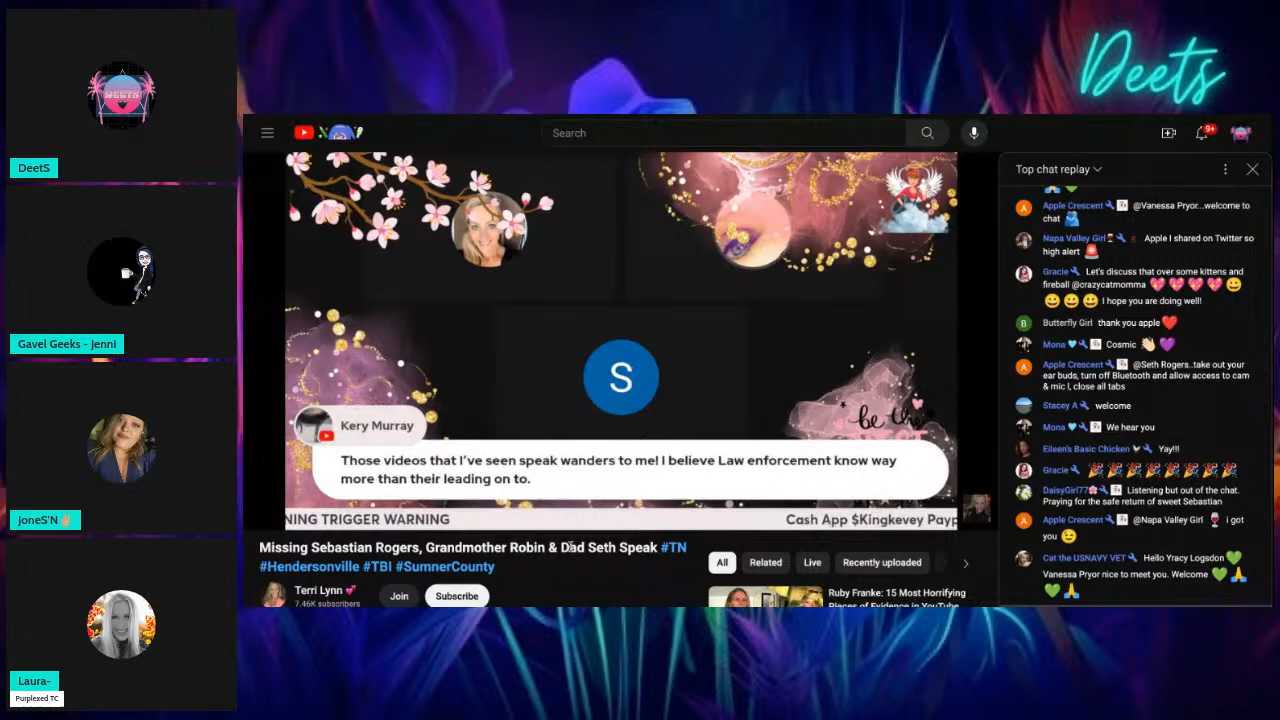 Deets
DEETS
DeetS
Gavel Geeks - Jenni
JoneS'N ✌🏼
Laura-
Purplexed TC
Search
9+
be the
S
Kery Murray
Those videos that I've seen speak wanders to me! I believe Law enforcement know way
more than their leading on to.
NING TRIGGER WARNING
Cash App $Kingkevey Payp
Missing Sebastian Rogers, Grandmother Robin & Dad Seth Speak #TN
#Hendersonville #TBI #SumnerCounty
Terri Lynn 💕
7.46K subscribers
Join
Subscribe
All
Related
Live
Recently uploaded
Ruby Franke: 15 Most Horrifying
Pieces of Evidence in YouTube
Top chat replay
A
Apple Crescent @Vanessa Pryor...welcome to
chat
Napa Valley Girl🍷 Apple I shared on Twitter so
high alert 🚨
Gracie Let's discuss that over some kittens and
fireball @crazycatmomma 💖💖💖💖😀
😀😀😀 I hope you are doing well!
B
Butterfly Girl thank you apple❤️
Mona Cosmic 👏🏻💜
A
Apple Crescent @Seth Rogers..take out your
ear buds, turn off Bluetooth and allow access to cam
& mic I, close all tabs
Stacey A welcome
Mona We hear you
Eileen's Basic Chicken Yay!!!
Gracie 🎉🎉🎉🎉🎉🎉🎉🎉
DaisyGirl77🌸 Listening but out of the chat.
Praying for the safe return of sweet Sebastian
A
Apple Crescent @Napa Valley Girl 🍷 i got
you 😉
Cat the USNAVY VET Hello Yracy Logsdon💚
Vanessa Pryor nice to meet you. Welcome 💚🙏
💚🙏